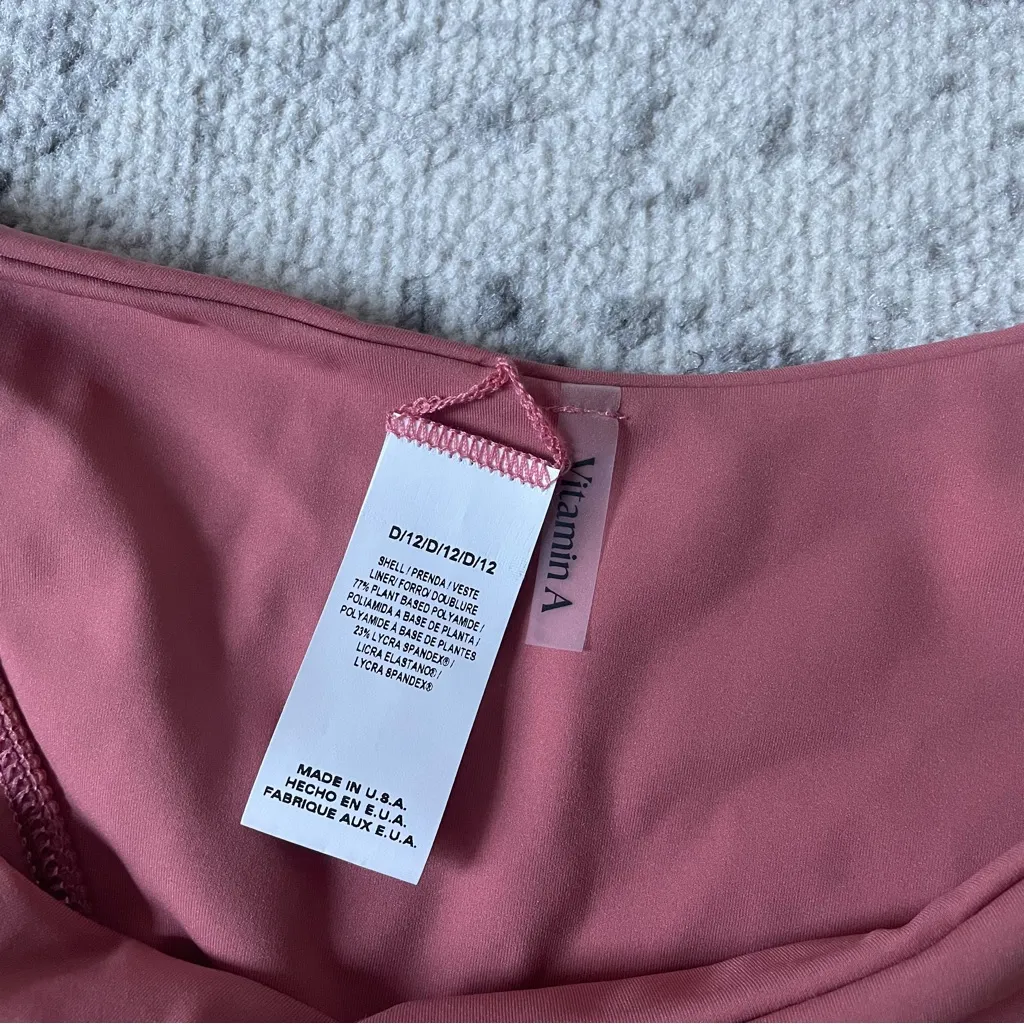 D/12/D/12/D/12
SHELL / PRENDA / VESTE
LINER/ FORRO/ DOUBLURE
77% PLANT BASED POLYAMIDE /
POLIAMIDA A BASE DE PLANTA /
POLYAMIDE À BASE DE PLANTES
23% LYCRA SPANDEX® /
LICRA ELASTANO® /
LYCRA SPANDEX®
MADE IN U.S.A.
HECHO EN E.U.A.
FABRIQUE AUX E.U.A.
Vitamin A